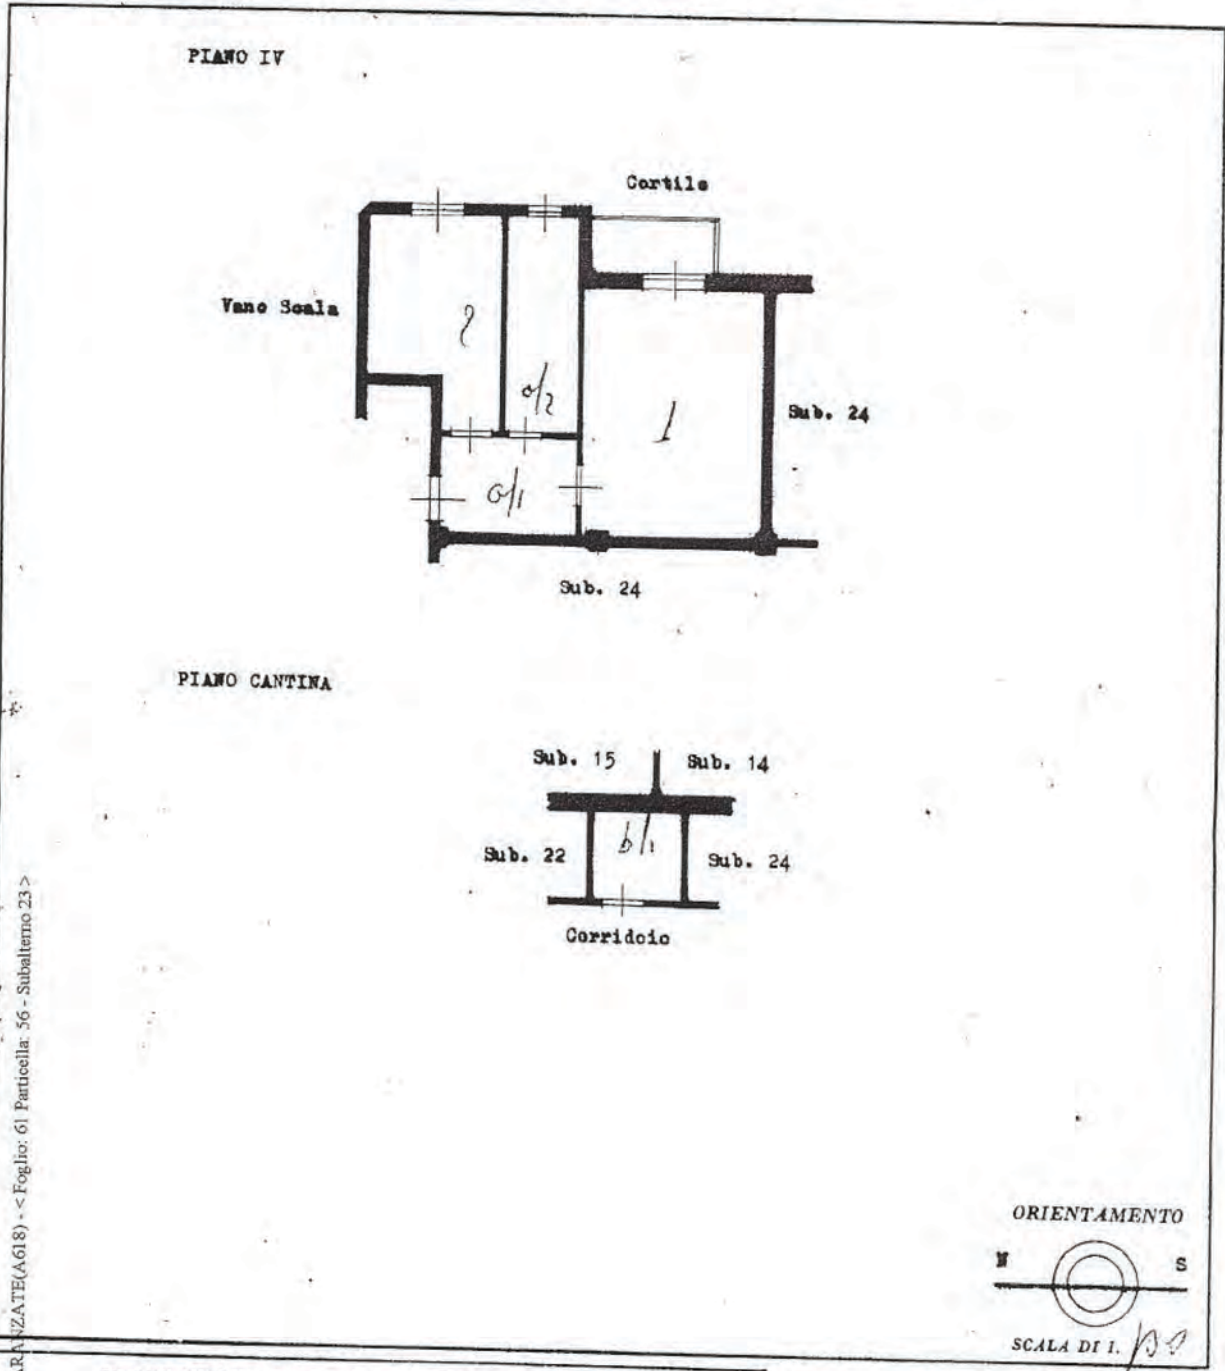 PIANO IV
Cortile
Vano Scala
2
a/2
1
Sub. 24
a/1
Sub. 24
PIANO CANTINA
Sub. 15 Sub. 14
Sub. 22 b/1 Sub. 24
Corridoio
ARANZATE(A618) - < Foglio: 61 Particella: 56 - Subalterno 23 >
ORIENTAMENTO
N S
SCALA DI 1.